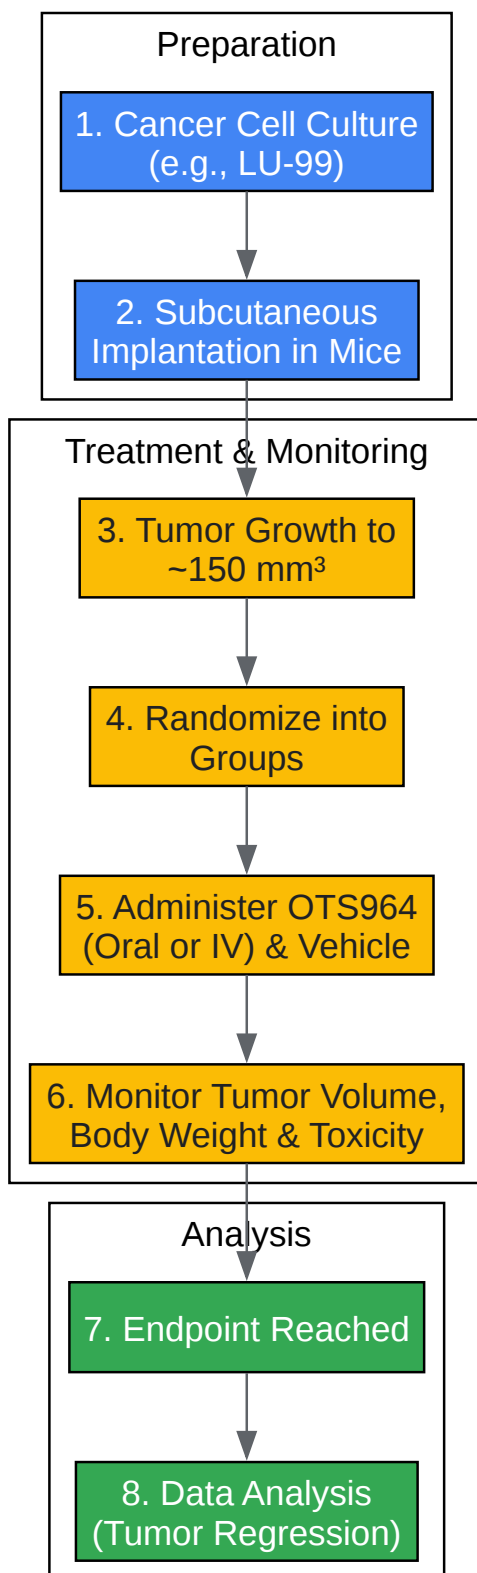 Preparation
1. Cancer Cell Culture
(e.g., LU-99)
2. Subcutaneous
Implantation in Mice
Treatment & Monitoring
3. Tumor Growth to
~150 mm³
4. Randomize into
Groups
5. Administer OTS964
(Oral or IV) & Vehicle
6. Monitor Tumor Volume,
Body Weight & Toxicity
Analysis
7. Endpoint Reached
8. Data Analysis
(Tumor Regression)